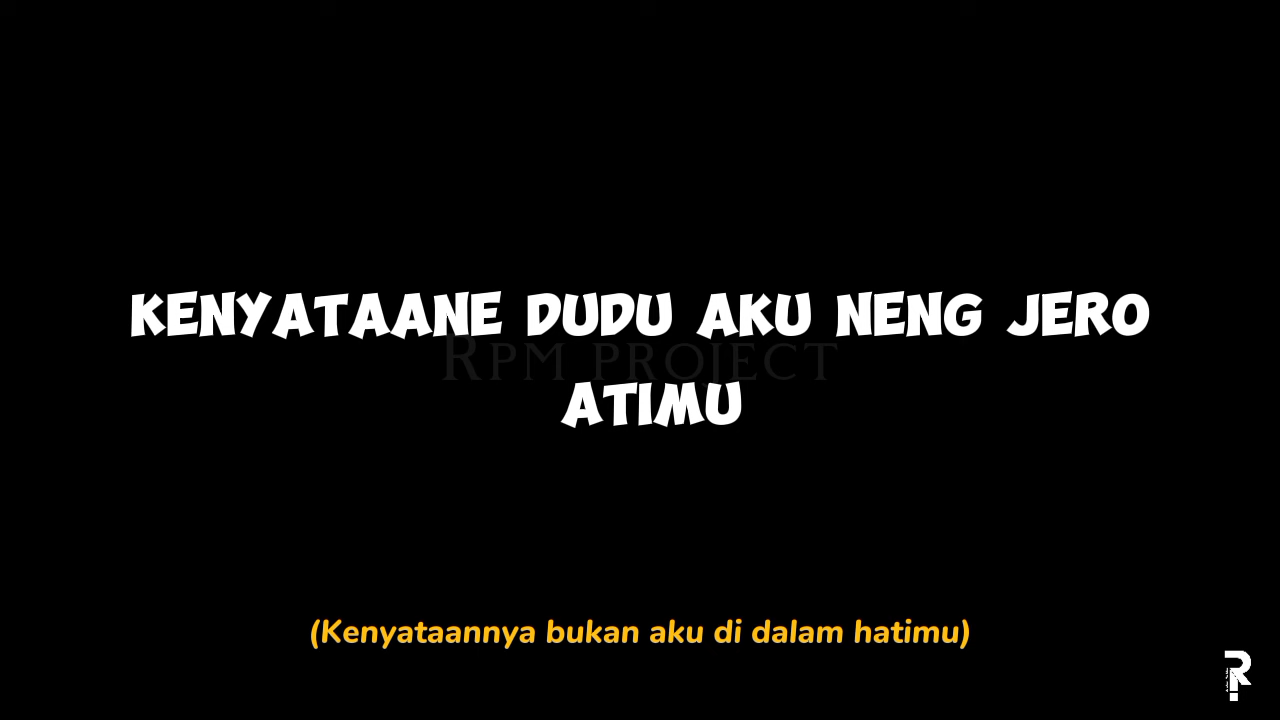 KENYATAANE DUDU AKU NENG JERO
RPM PROJECT
ATIMU
(Kenyataannya bukan aku di dalam hatimu)